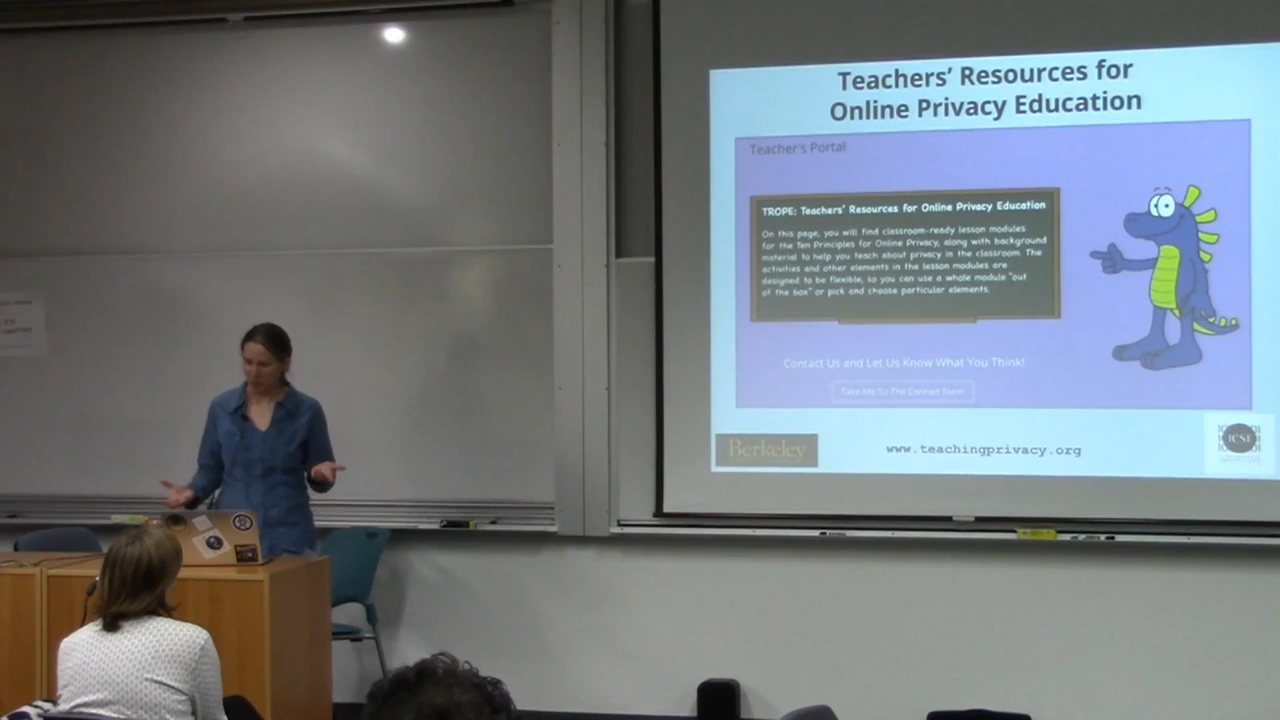 Teachers’ Resources for
Online Privacy Education
Teacher's Portal
TROPE: Teachers’ Resources for Online Privacy Education
On this page, you will find classroom-ready lesson modules
for the Ten Principles for Online Privacy, along with background
material to help you teach about privacy in the classroom. The
activities and other elements in the lesson modules are
designed to be flexible, so you can use a whole module "out
of the box" or pick and choose particular elements.
Contact Us and Let Us Know What You Think!
Take Me To The Contact Form
Berkeley
www.teachingprivacy.org
ICSI